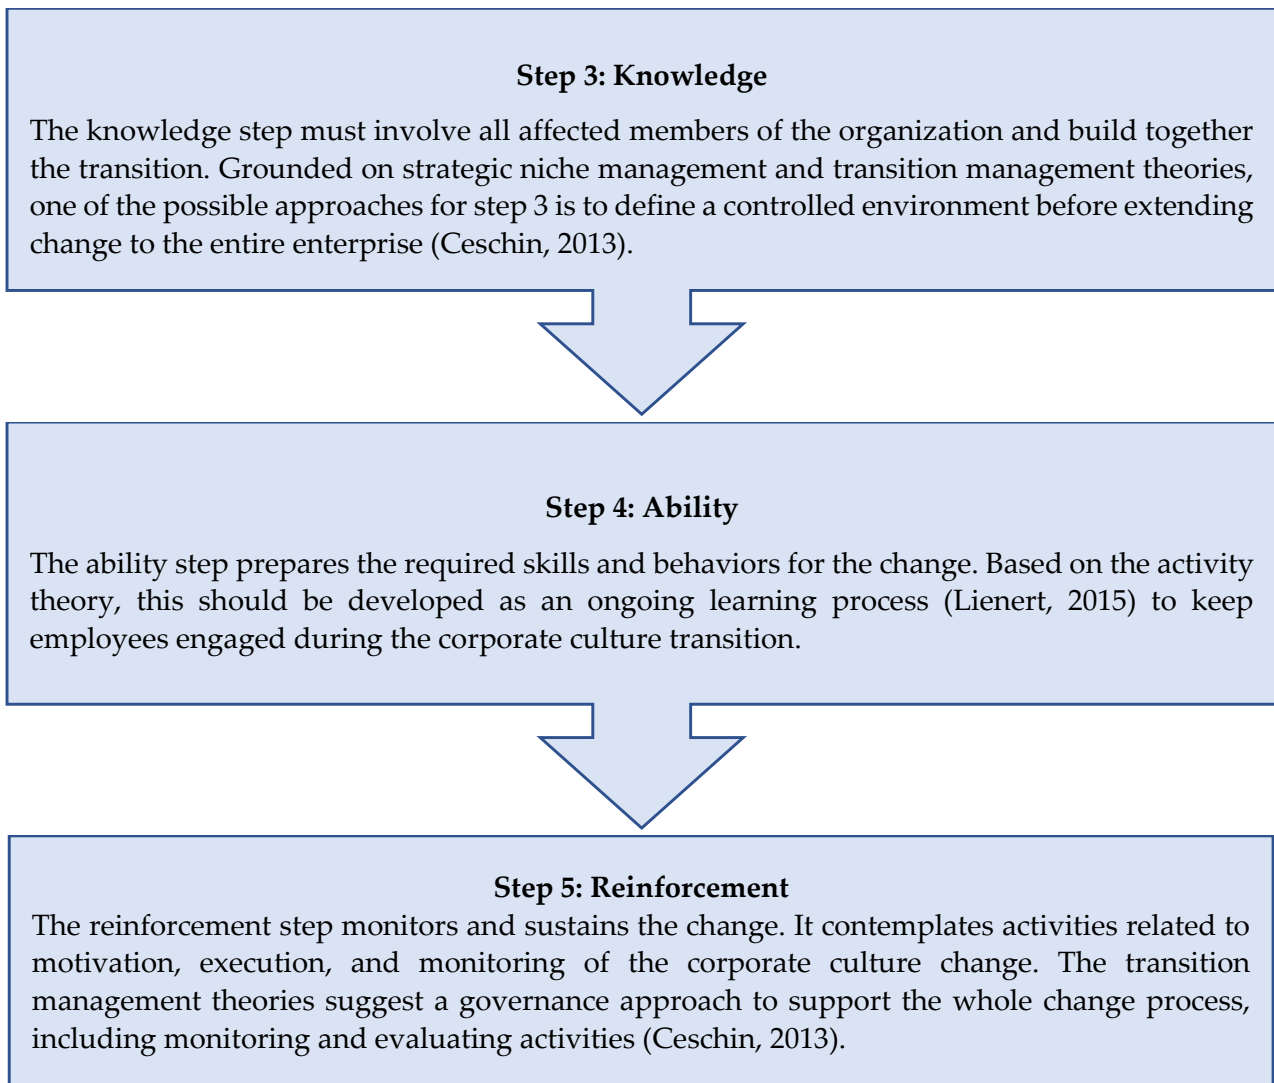 Step 3: Knowledge
The knowledge step must involve all affected members of the organization and build together
the transition. Grounded on strategic niche management and transition management theories,
one of the possible approaches for step 3 is to define a controlled environment before extending
change to the entire enterprise (Ceschin, 2013).
Step 4: Ability
The ability step prepares the required skills and behaviors for the change. Based on the activity
theory, this should be developed as an ongoing learning process (Lienert, 2015) to keep
employees engaged during the corporate culture transition.
Step 5: Reinforcement
The reinforcement step monitors and sustains the change. It contemplates activities related to
motivation, execution, and monitoring of the corporate culture change. The transition
management theories suggest a governance approach to support the whole change process,
including monitoring and evaluating activities (Ceschin, 2013).